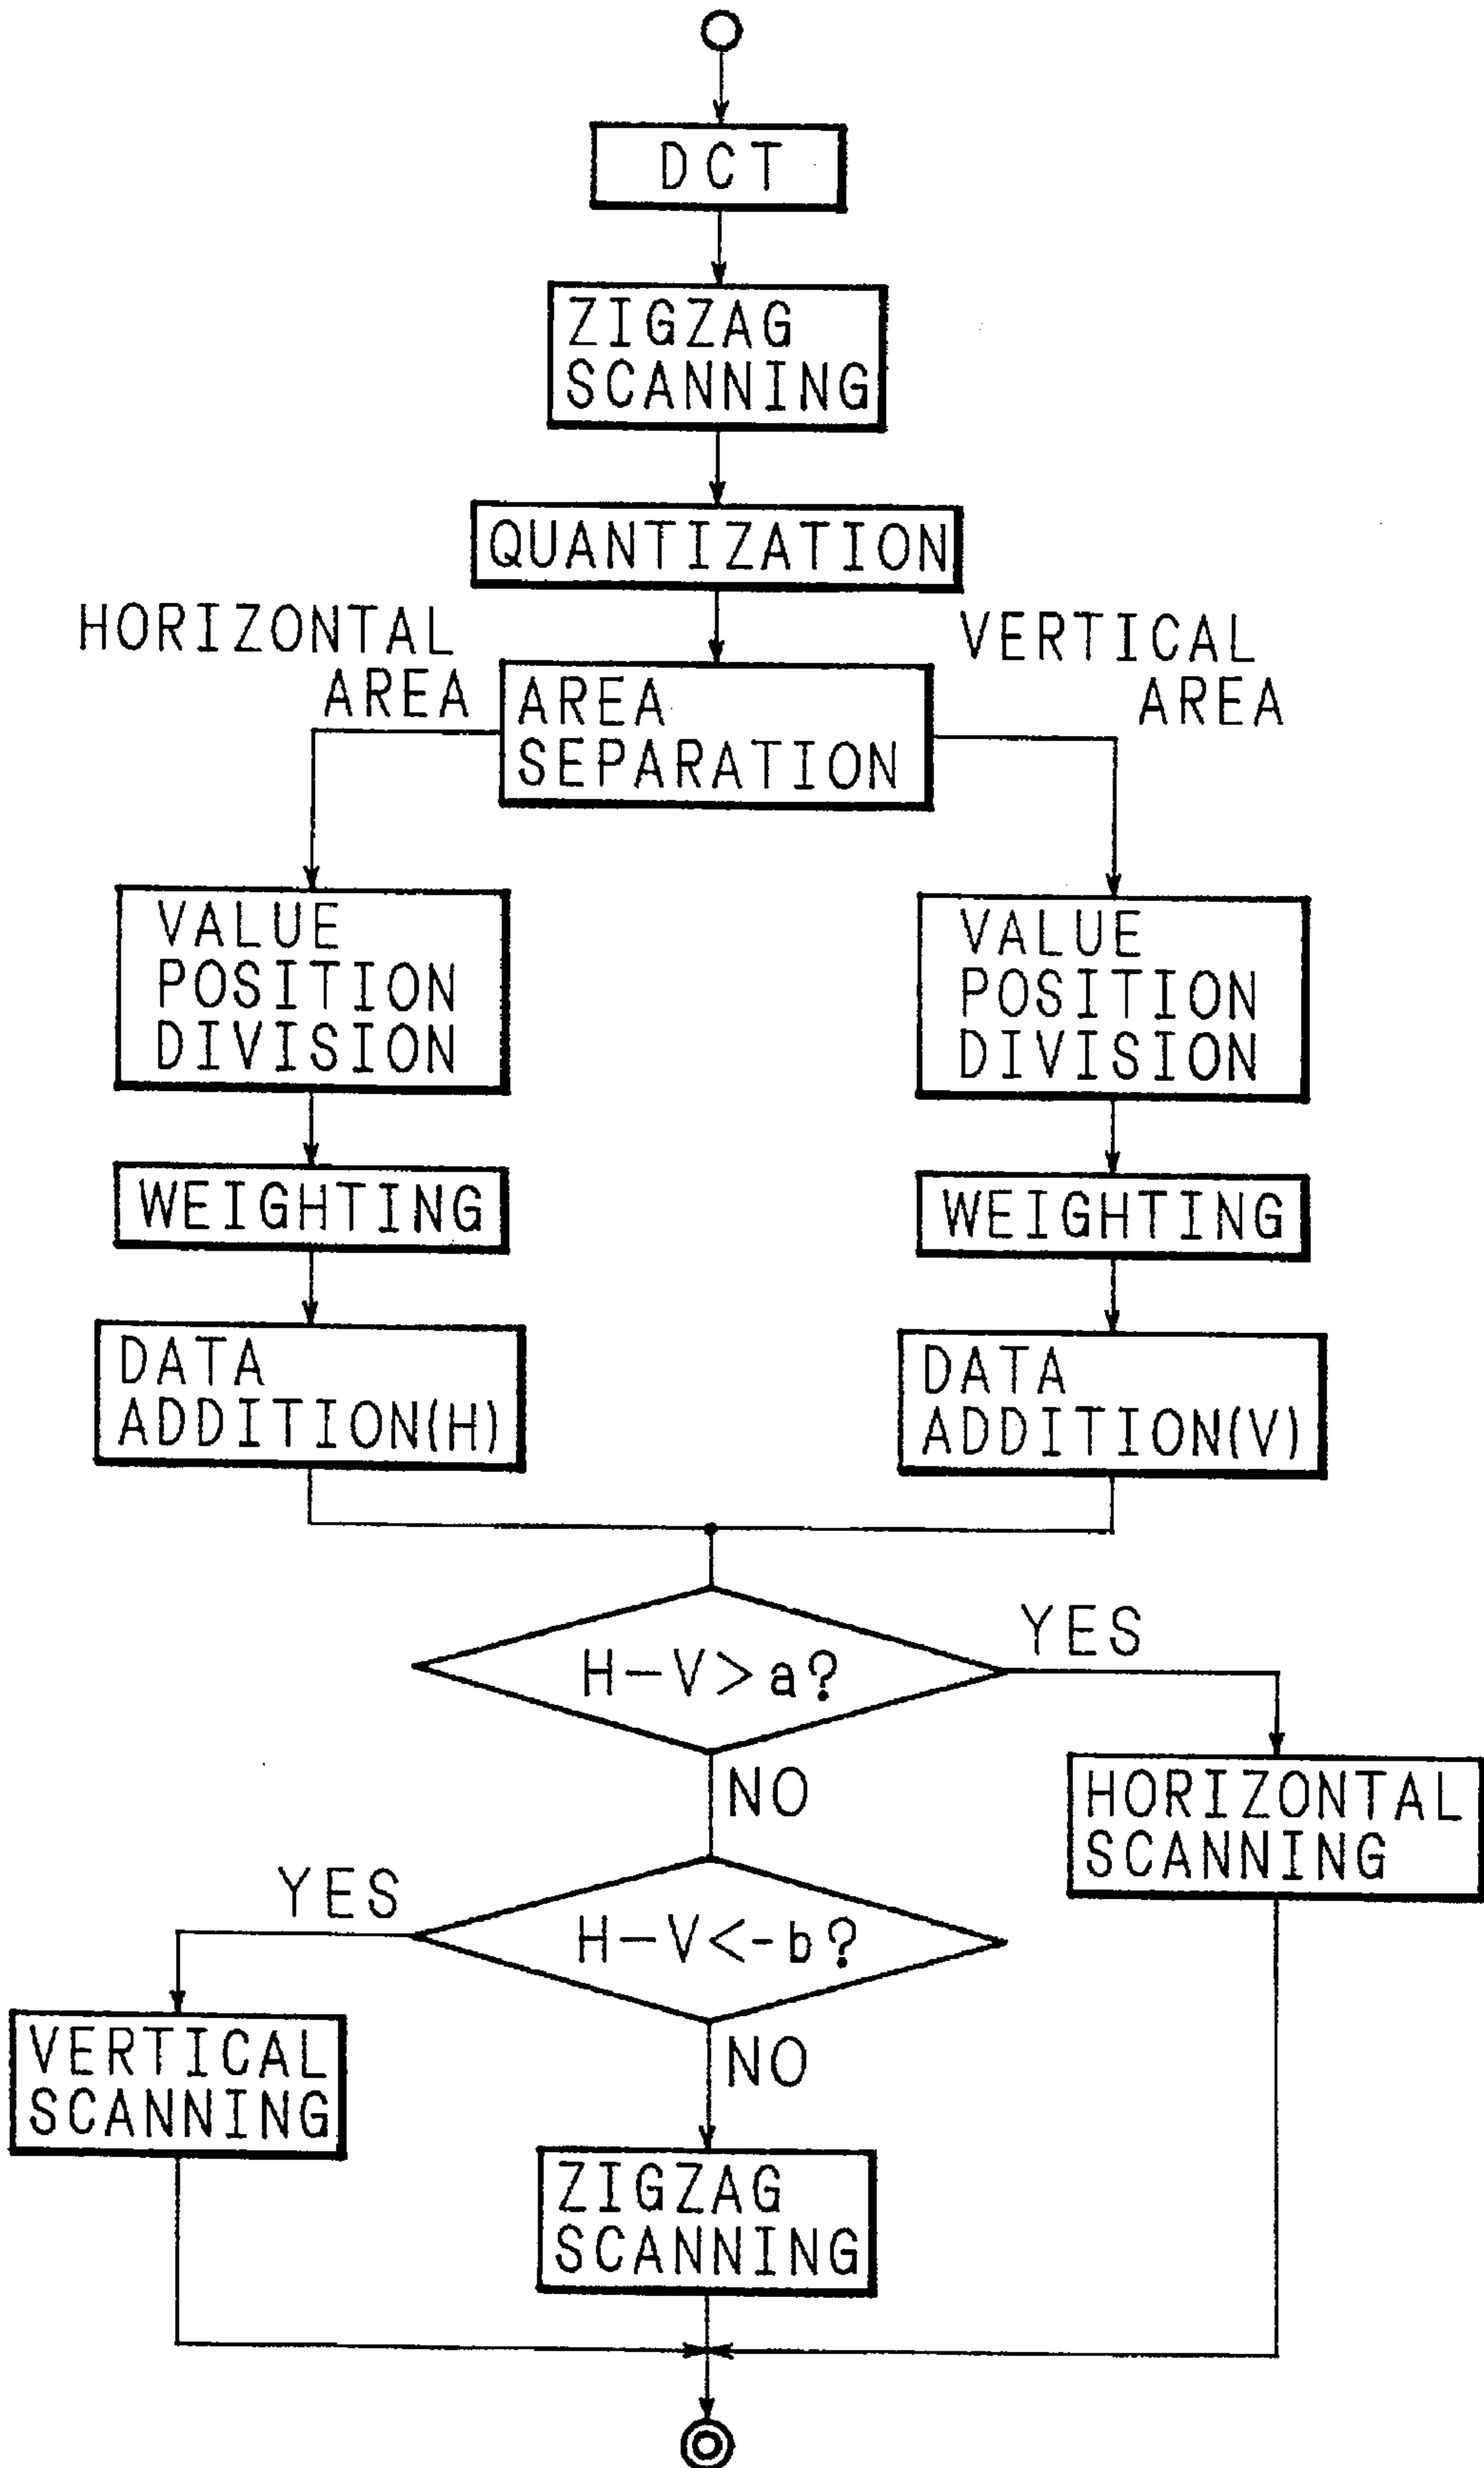 DCT
ZIGZAG
SCANNING
QUANTIZATION
HORIZONTAL
AREA
VERTICAL
AREA
AREA
SEPARATION
VALUE
POSITION
DIVISION
VALUE
POSITION
DIVISION
WEIGHTING
WEIGHTING
DATA
ADDITION(H)
DATA
ADDITION(V)
H-V>a?
YES
NO
HORIZONTAL
SCANNING
YES
H-V<-b?
NO
VERTICAL
SCANNING
ZIGZAG
SCANNING